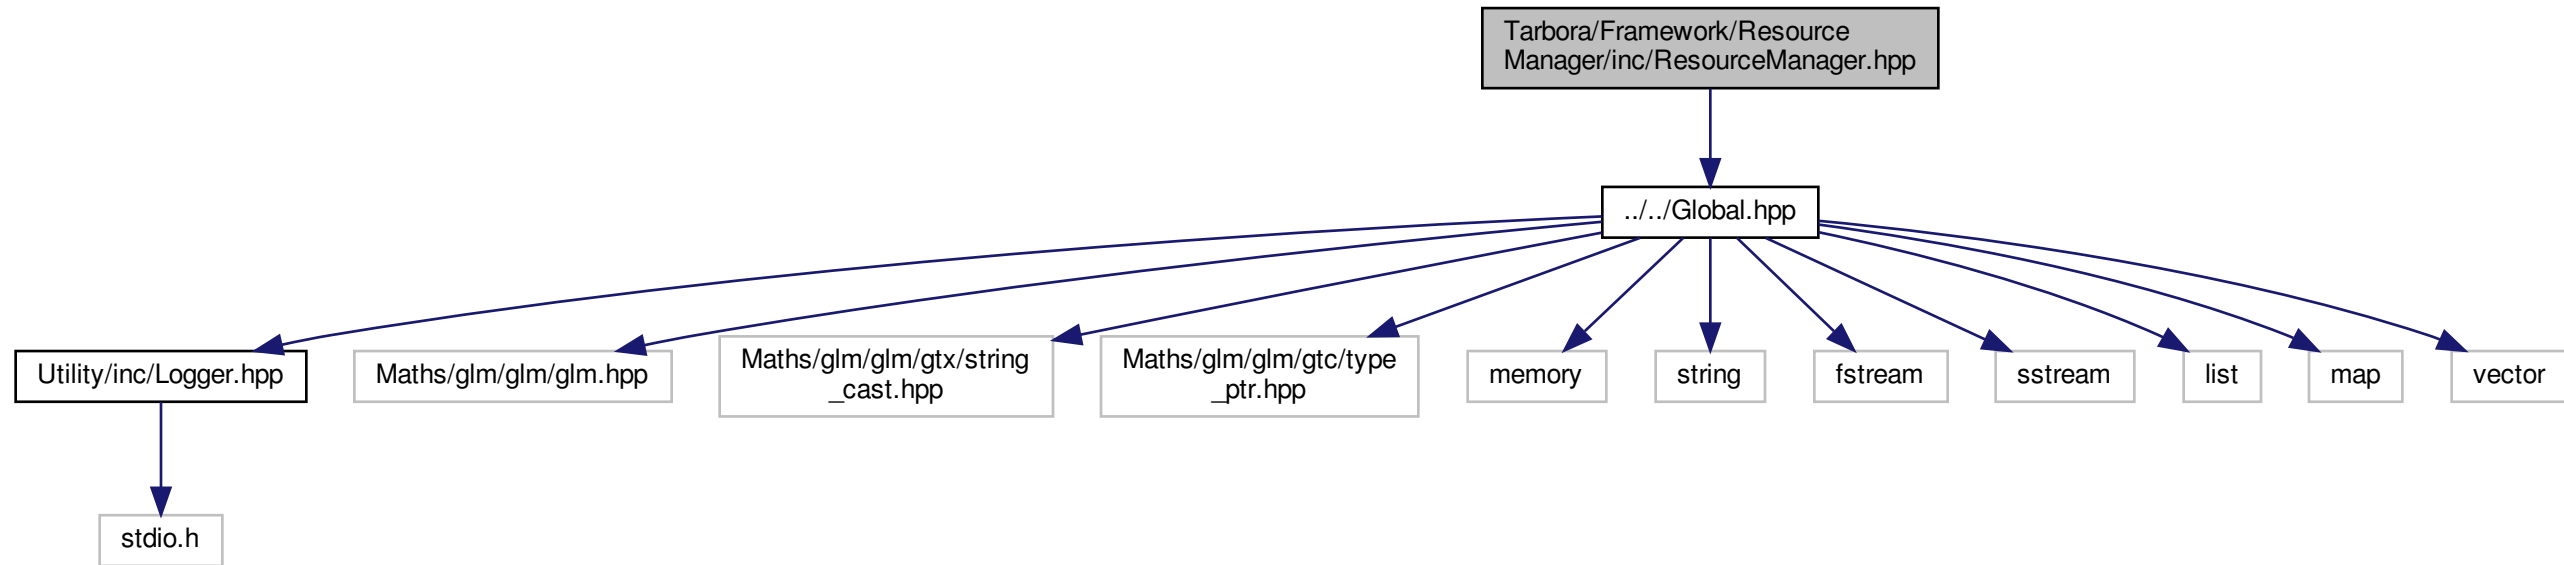 Tarbora/Framework/Resource
Manager/inc/ResourceManager.hpp
../../Global.hpp
Utility/inc/Logger.hpp
Maths/glm/glm/glm.hpp
Maths/glm/glm/gtx/string
_cast.hpp
Maths/glm/glm/gtc/type
_ptr.hpp
memory
string
fstream
sstream
list
map
vector
stdio.h